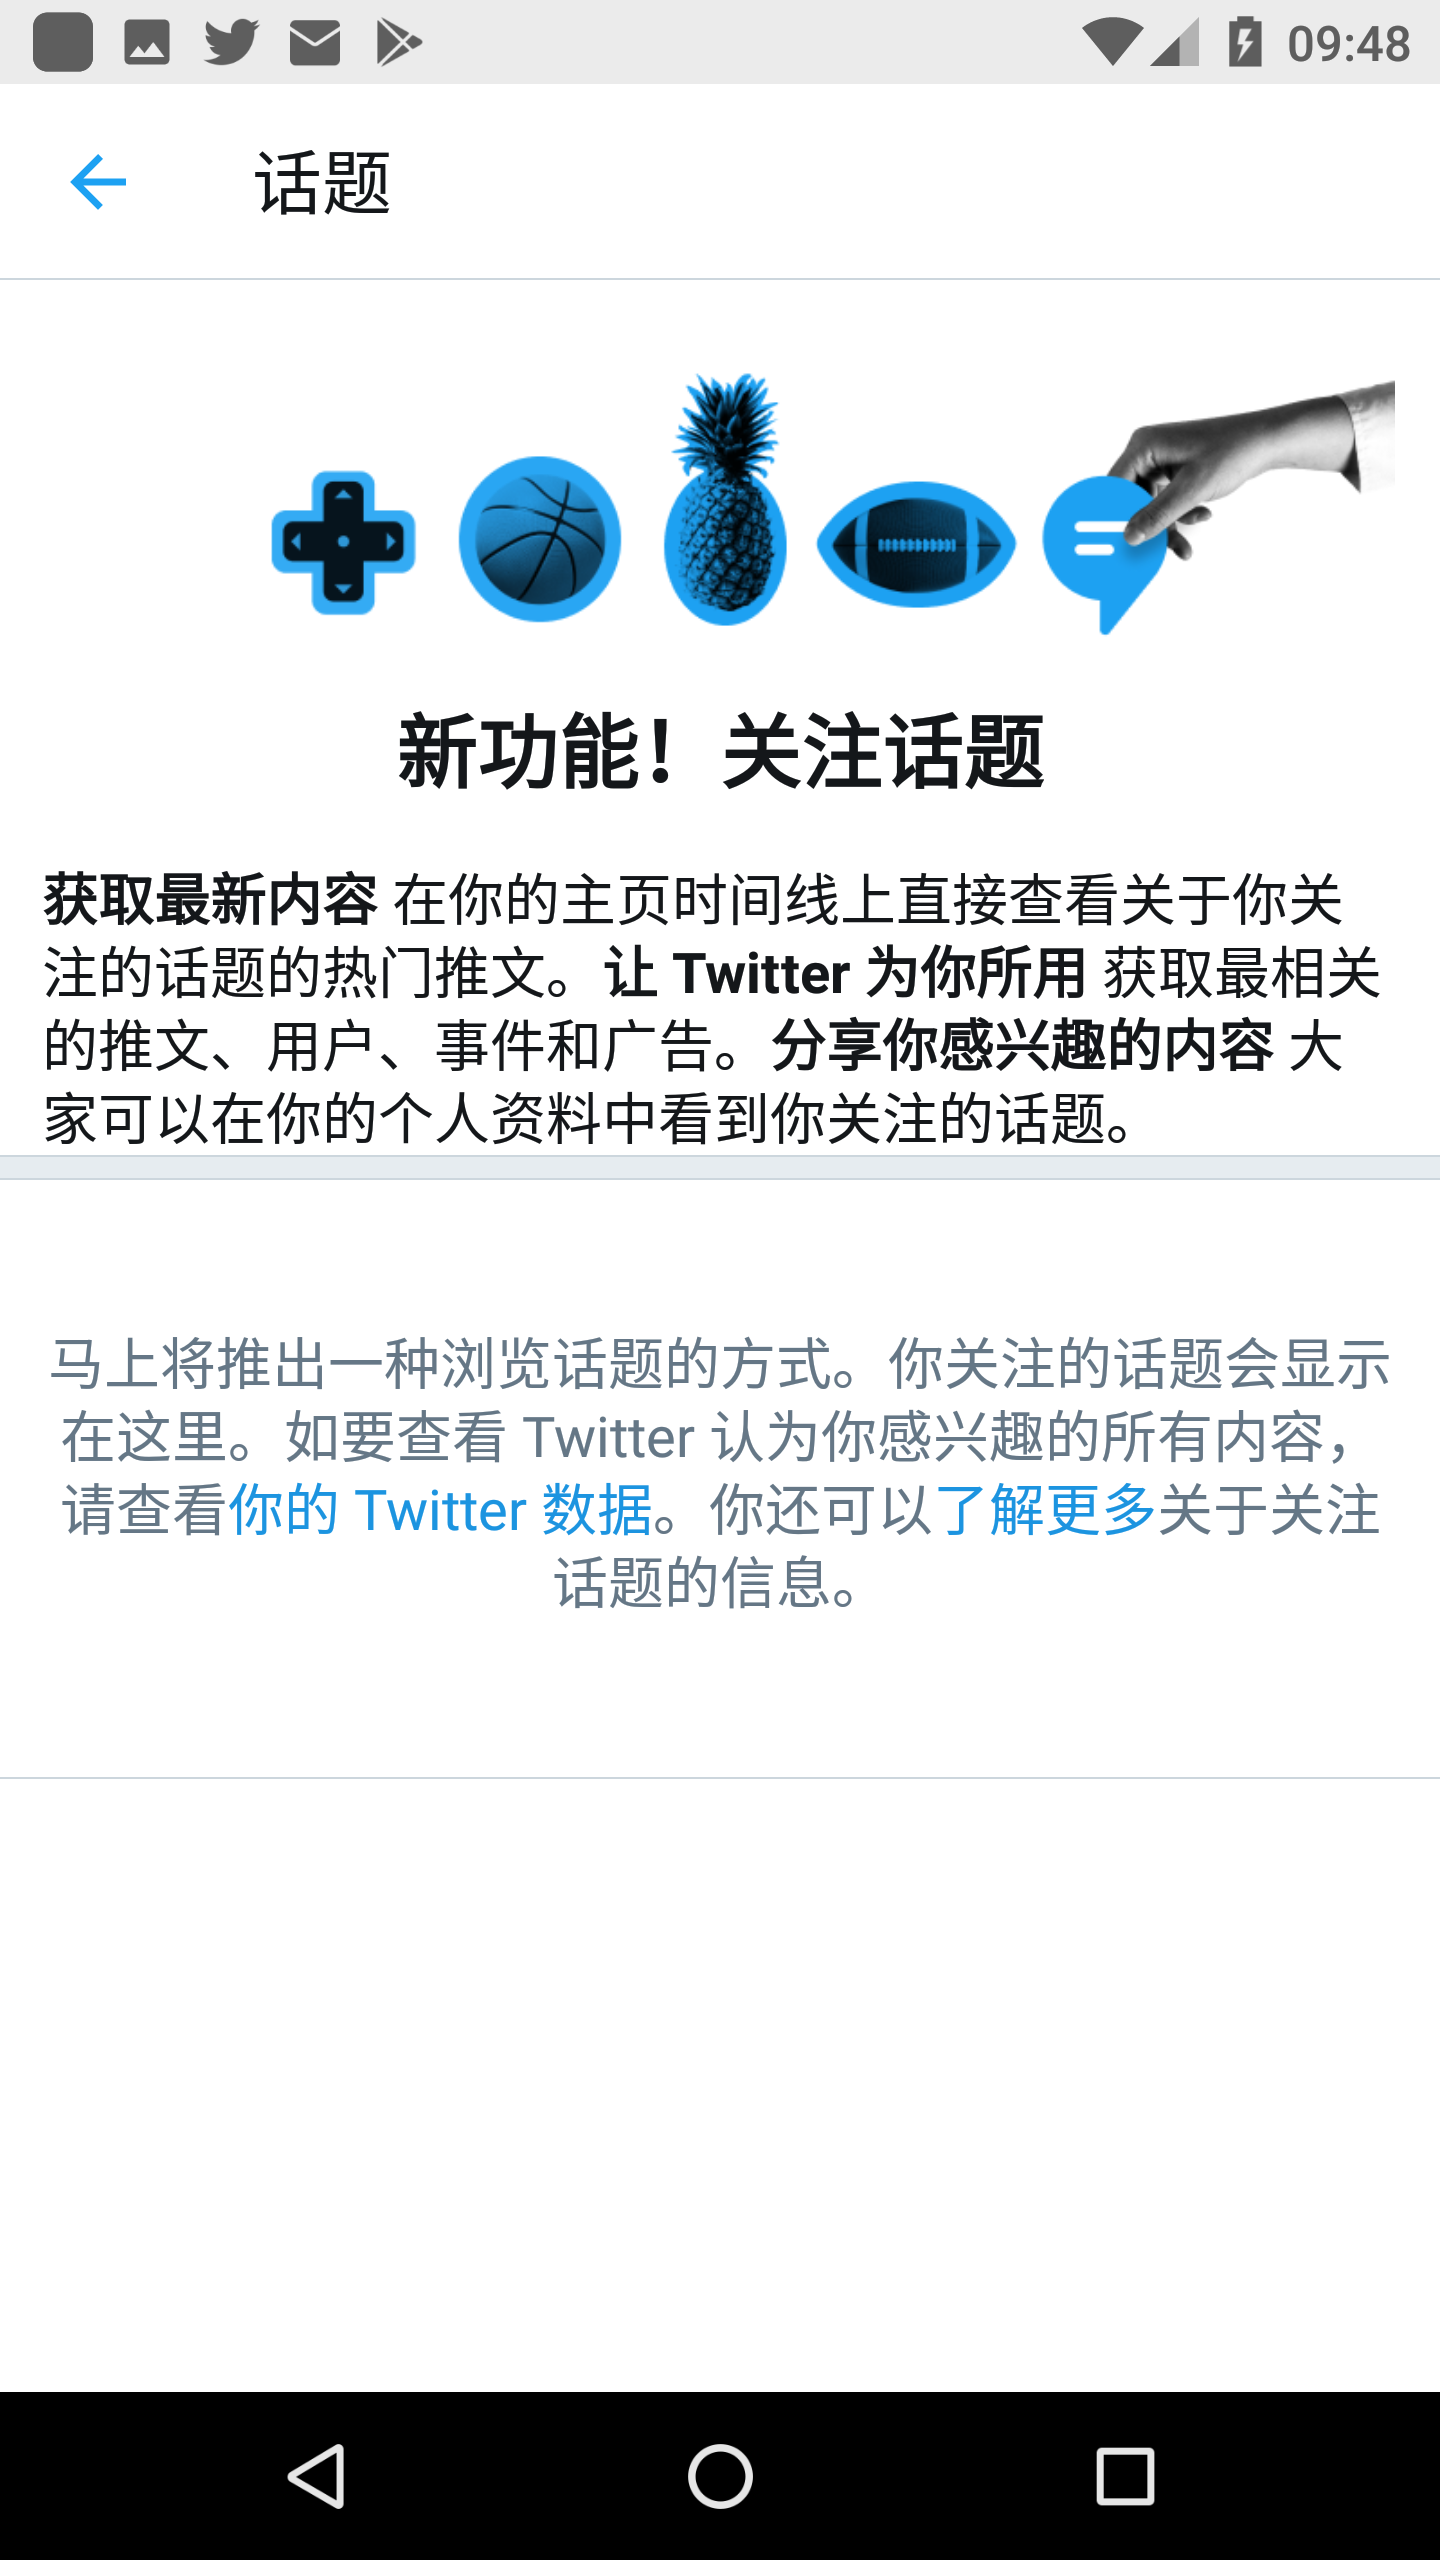 09:48
话题
新功能！关注话题
获取最新内容 在你的主页时间线上直接查看关于你关
注的话题的热门推文。让 Twitter 为你所用 获取最相关
的推文、用户、事件和广告。分享你感兴趣的内容 大
家可以在你的个人资料中看到你关注的话题。
马上将推出一种浏览话题的方式。你关注的话题会显示
在这里。如要查看 Twitter 认为你感兴趣的所有内容，
请查看你的 Twitter 数据。你还可以了解更多关于关注
话题的信息。